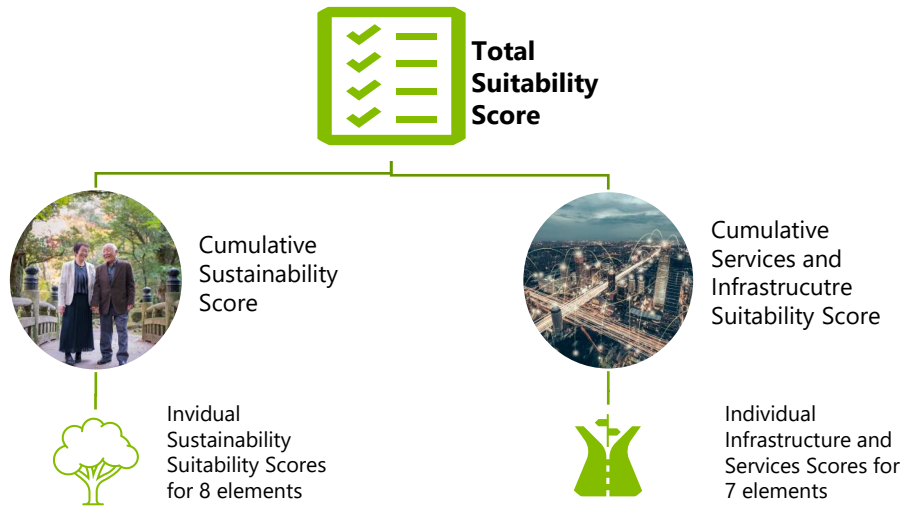 Total
Suitability
Score
Cumulative
Sustainability
Score
Cumulative
Services and
Infrastrucutre
Suitability Score
Invidual
Sustainability
Suitability Scores
for 8 elements
Individual
Infrastructure and
Services Scores for
7 elements